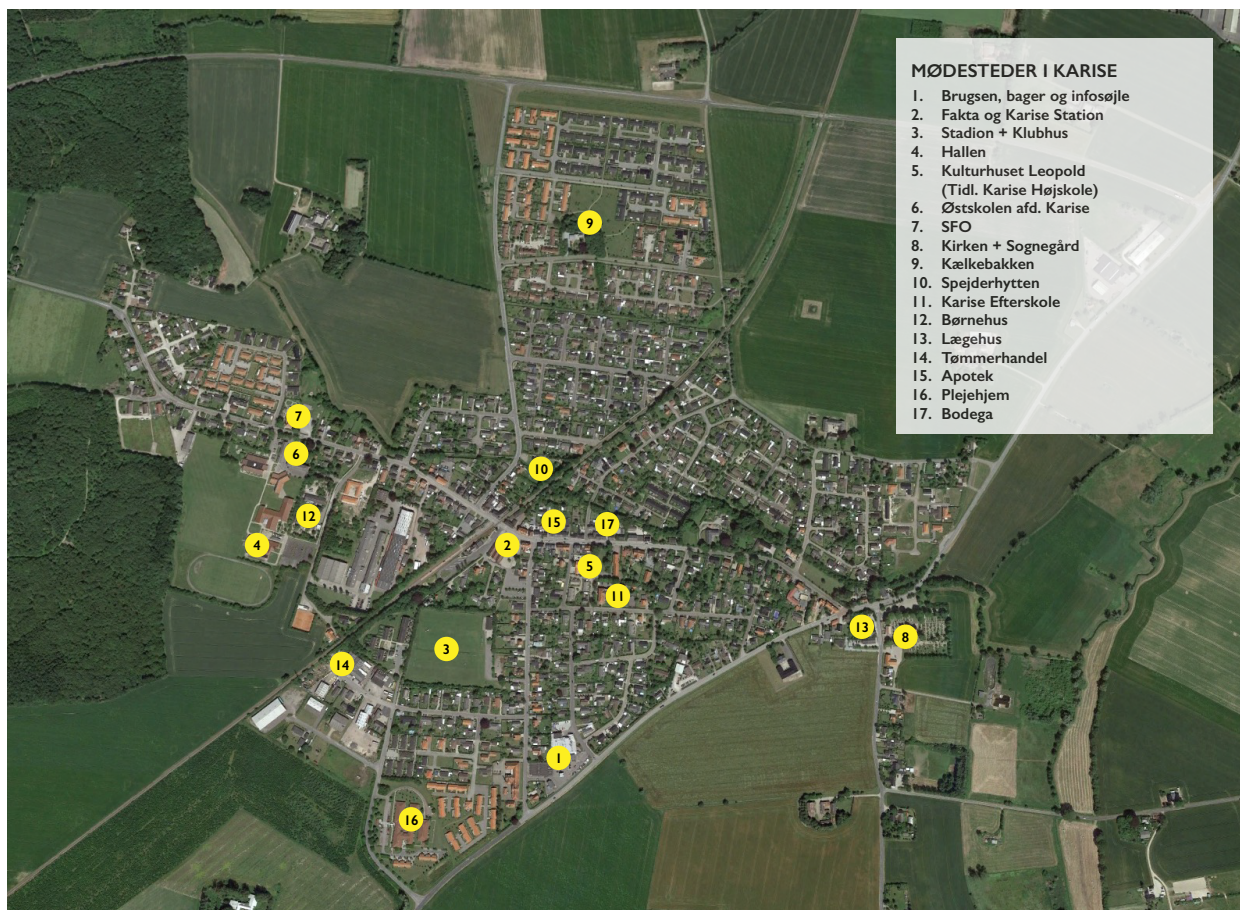 MØDESTEDER I KARISE
1. Brugsen, bager og infosøjle
2. Fakta og Karise Station
3. Stadion + Klubhus
4. Hallen
5. Kulturhuset Leopold
(Tidl. Karise Højskole)
6. Østskolen afd. Karise
7. SFO
8. Kirken + Sognegård
9. Kælkebakken
10. Spejderhytten
11. Karise Efterskole
12. Børnehus
13. Lægehus
14. Tømmerhandel
15. Apotek
16. Plejehjem
17. Bodega
9
7
6
10
12
15
17
4
2
5
11
13
8
3
14
1
16